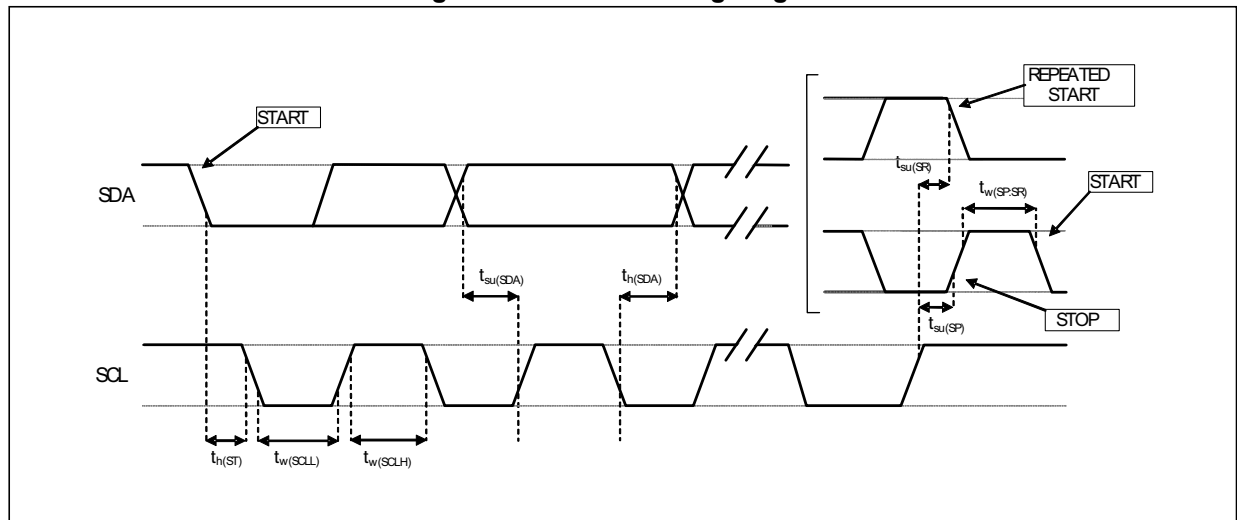 START
REPEATED
START
t_su(SR)
t_w(SP:SR)
START
SDA
t_su(SDA)
t_h(SDA)
t_su(SP)
STOP
SCL
t_h(ST)
t_w(SCLL)
t_w(SCLH)